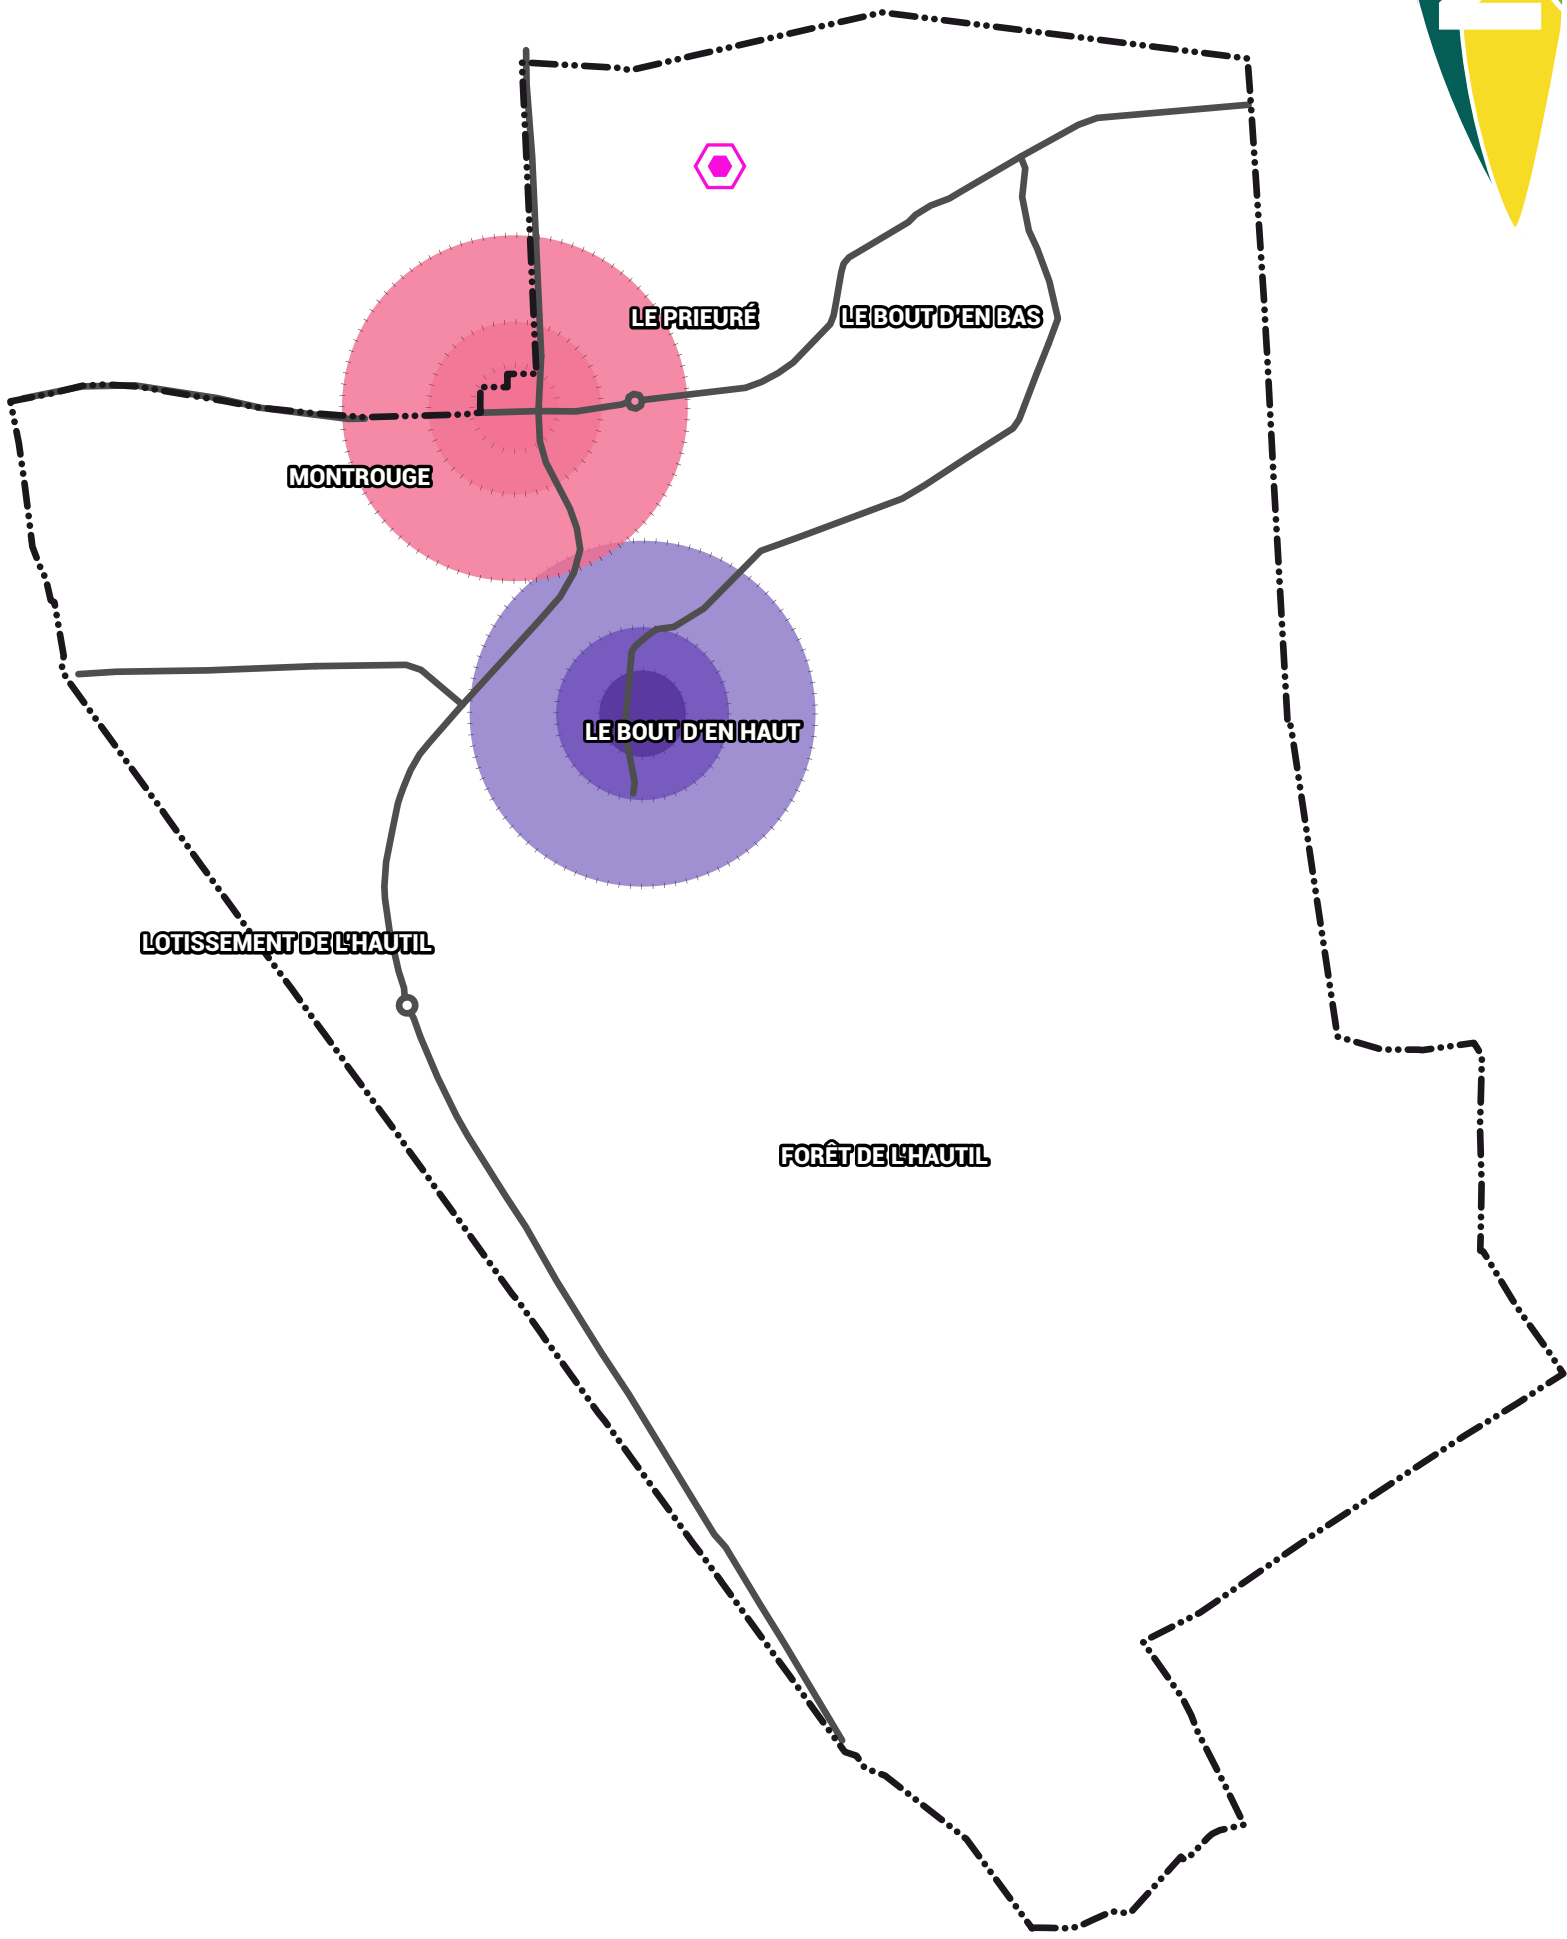 LE PRIEURÉ
LE BOUT D'EN BAS
MONTROUGE
LE BOUT D'EN HAUT
LOTISSEMENT DE L'HAUTIL
FORÊT DE L'HAUTIL